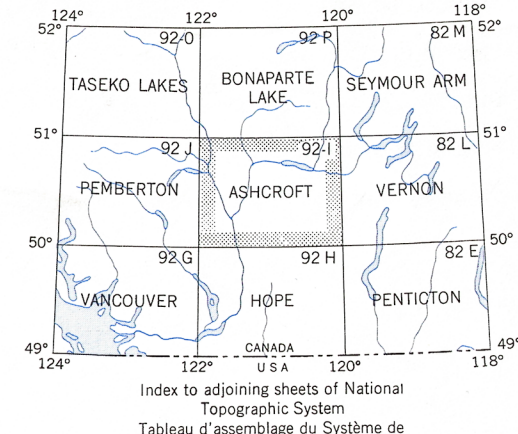 124° 122° 120° 118°
52° 92-O 92 P 82 M 52°
TASEKO LAKES BONAPARTE LAKE SEYMOUR ARM
51° 92 J 92-I 82 L 51°
PEMBERTON ASHCROFT VERNON
50° 92 G 92 H 82 E 50°
VANCOUVER HOPE PENTICTON
49° CANADA 49°
U S A
124° 122° 120° 118°
Index to adjoining sheets of National
Topographic System
Tableau d'assemblage du Système de